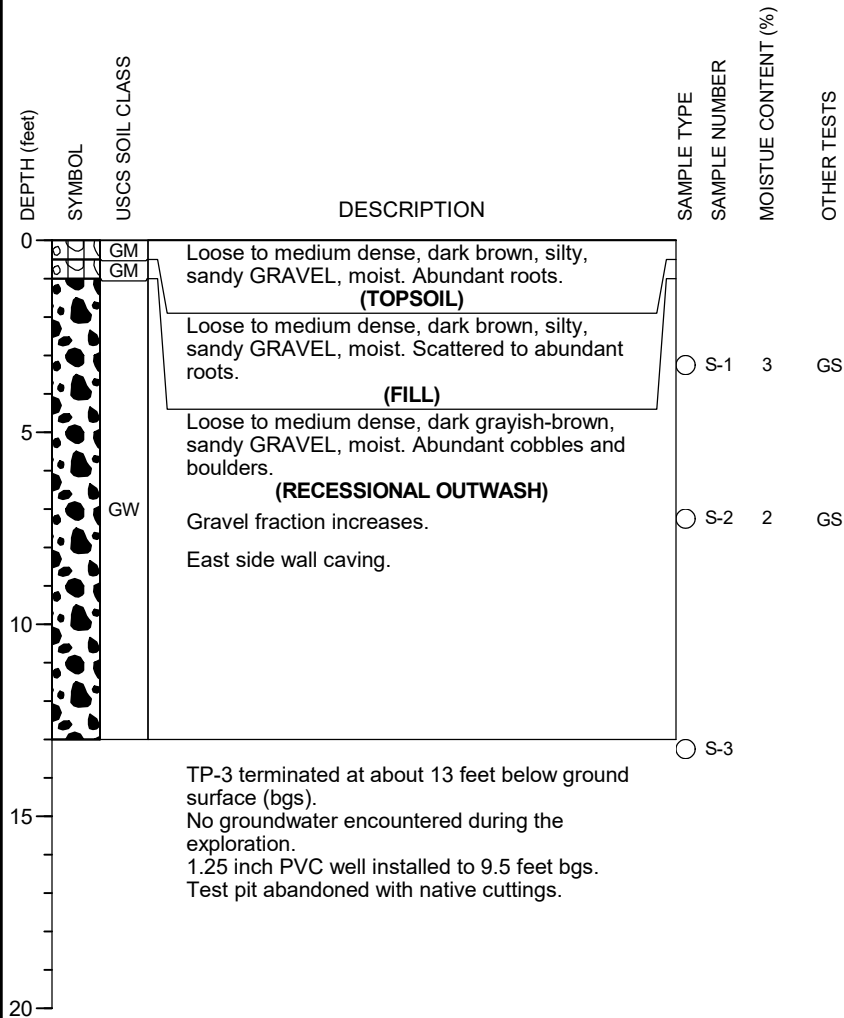 DEPTH (feet)
SYMBOL
USCS SOIL CLASS
DESCRIPTION
SAMPLE TYPE
SAMPLE NUMBER
MOISTUE CONTENT (%)
OTHER TESTS
0
GM
Loose to medium dense, dark brown, silty,
sandy GRAVEL, moist. Abundant roots.
(TOPSOIL)
GM
Loose to medium dense, dark brown, silty,
sandy GRAVEL, moist. Scattered to abundant
roots.
(FILL)
S-1 3 GS
5
Loose to medium dense, dark grayish-brown,
sandy GRAVEL, moist. Abundant cobbles and
boulders.
(RECESSIONAL OUTWASH)
GW
Gravel fraction increases.
S-2 2 GS
East side wall caving.
10
S-3
TP-3 terminated at about 13 feet below ground
surface (bgs).
15
No groundwater encountered during the
exploration.
1.25 inch PVC well installed to 9.5 feet bgs.
Test pit abandoned with native cuttings.
20